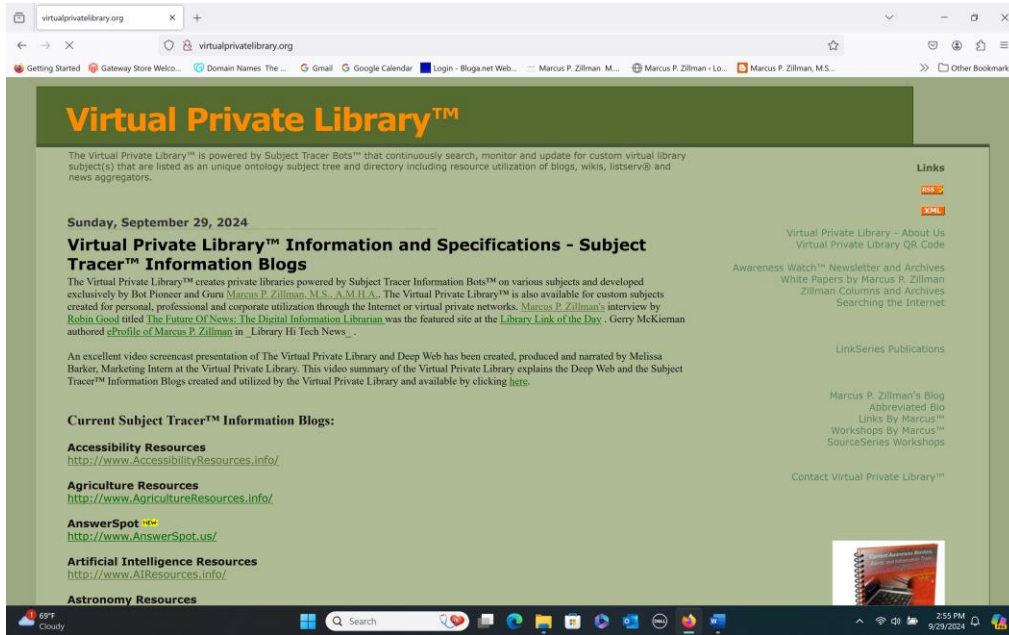 virtualprivatelibrary.org
virtualprivatelibrary.org
Getting Started
Gateway Store Welco...
Domain Names The ...
Gmail
Google Calendar
Login - Bluga.net Web...
Marcus P. Zillman M...
Marcus P. Zillman ‹ Lo...
Marcus P. Zillman, M.S...
Other Bookmark
Virtual Private Library™
The Virtual Private Library™ is powered by Subject Tracer Bots™ that continuously search, monitor and update for custom virtual library
subject(s) that are listed as an unique ontology subject tree and directory including resource utilization of blogs, wikis, listserv® and
news aggregators.
Sunday, September 29, 2024
Virtual Private Library™ Information and Specifications - Subject
Tracer™ Information Blogs
The Virtual Private Library™ creates private libraries powered by Subject Tracer Information Bots™ on various subjects and developed
exclusively by Bot Pioneer and Guru Marcus P. Zillman, M.S., A.M.H.A.. The Virtual Private Library™ is also available for custom subjects
created for personal, professional and corporate utilization through the Internet or virtual private networks. Marcus P. Zillman's interview by
Robin Good titled The Future Of News: The Digital Information Librarian was the featured site at the Library Link of the Day . Gerry McKiernan
authored eProfile of Marcus P. Zillman in _Library Hi Tech News_ .
An excellent video screencast presentation of The Virtual Private Library and Deep Web has been created, produced and narrated by Melissa
Barker, Marketing Intern at the Virtual Private Library. This video summary of the Virtual Private Library explains the Deep Web and the Subject
Tracer™ Information Blogs created and utilized by the Virtual Private Library and available by clicking here.
Current Subject Tracer™ Information Blogs:
Accessibility Resources
http://www.AccessibilityResources.info/
Agriculture Resources
http://www.AgricultureResources.info/
AnswerSpot NEW
http://www.AnswerSpot.us/
Artificial Intelligence Resources
http://www.AIResources.info/
Astronomy Resources
Links
RSS
XML
Virtual Private Library - About Us
Virtual Private Library QR Code
Awareness Watch™ Newsletter and Archives
White Papers by Marcus P. Zillman
Zillman Columns and Archives
Searching the Internet
LinkSeries Publications
Marcus P. Zillman's Blog
Abbreviated Bio
Links By Marcus™
Workshops By Marcus™
SourceSeries Workshops
Contact Virtual Private Library™
1
69°F
Cloudy
Search
DELL
2:55 PM
9/29/2024